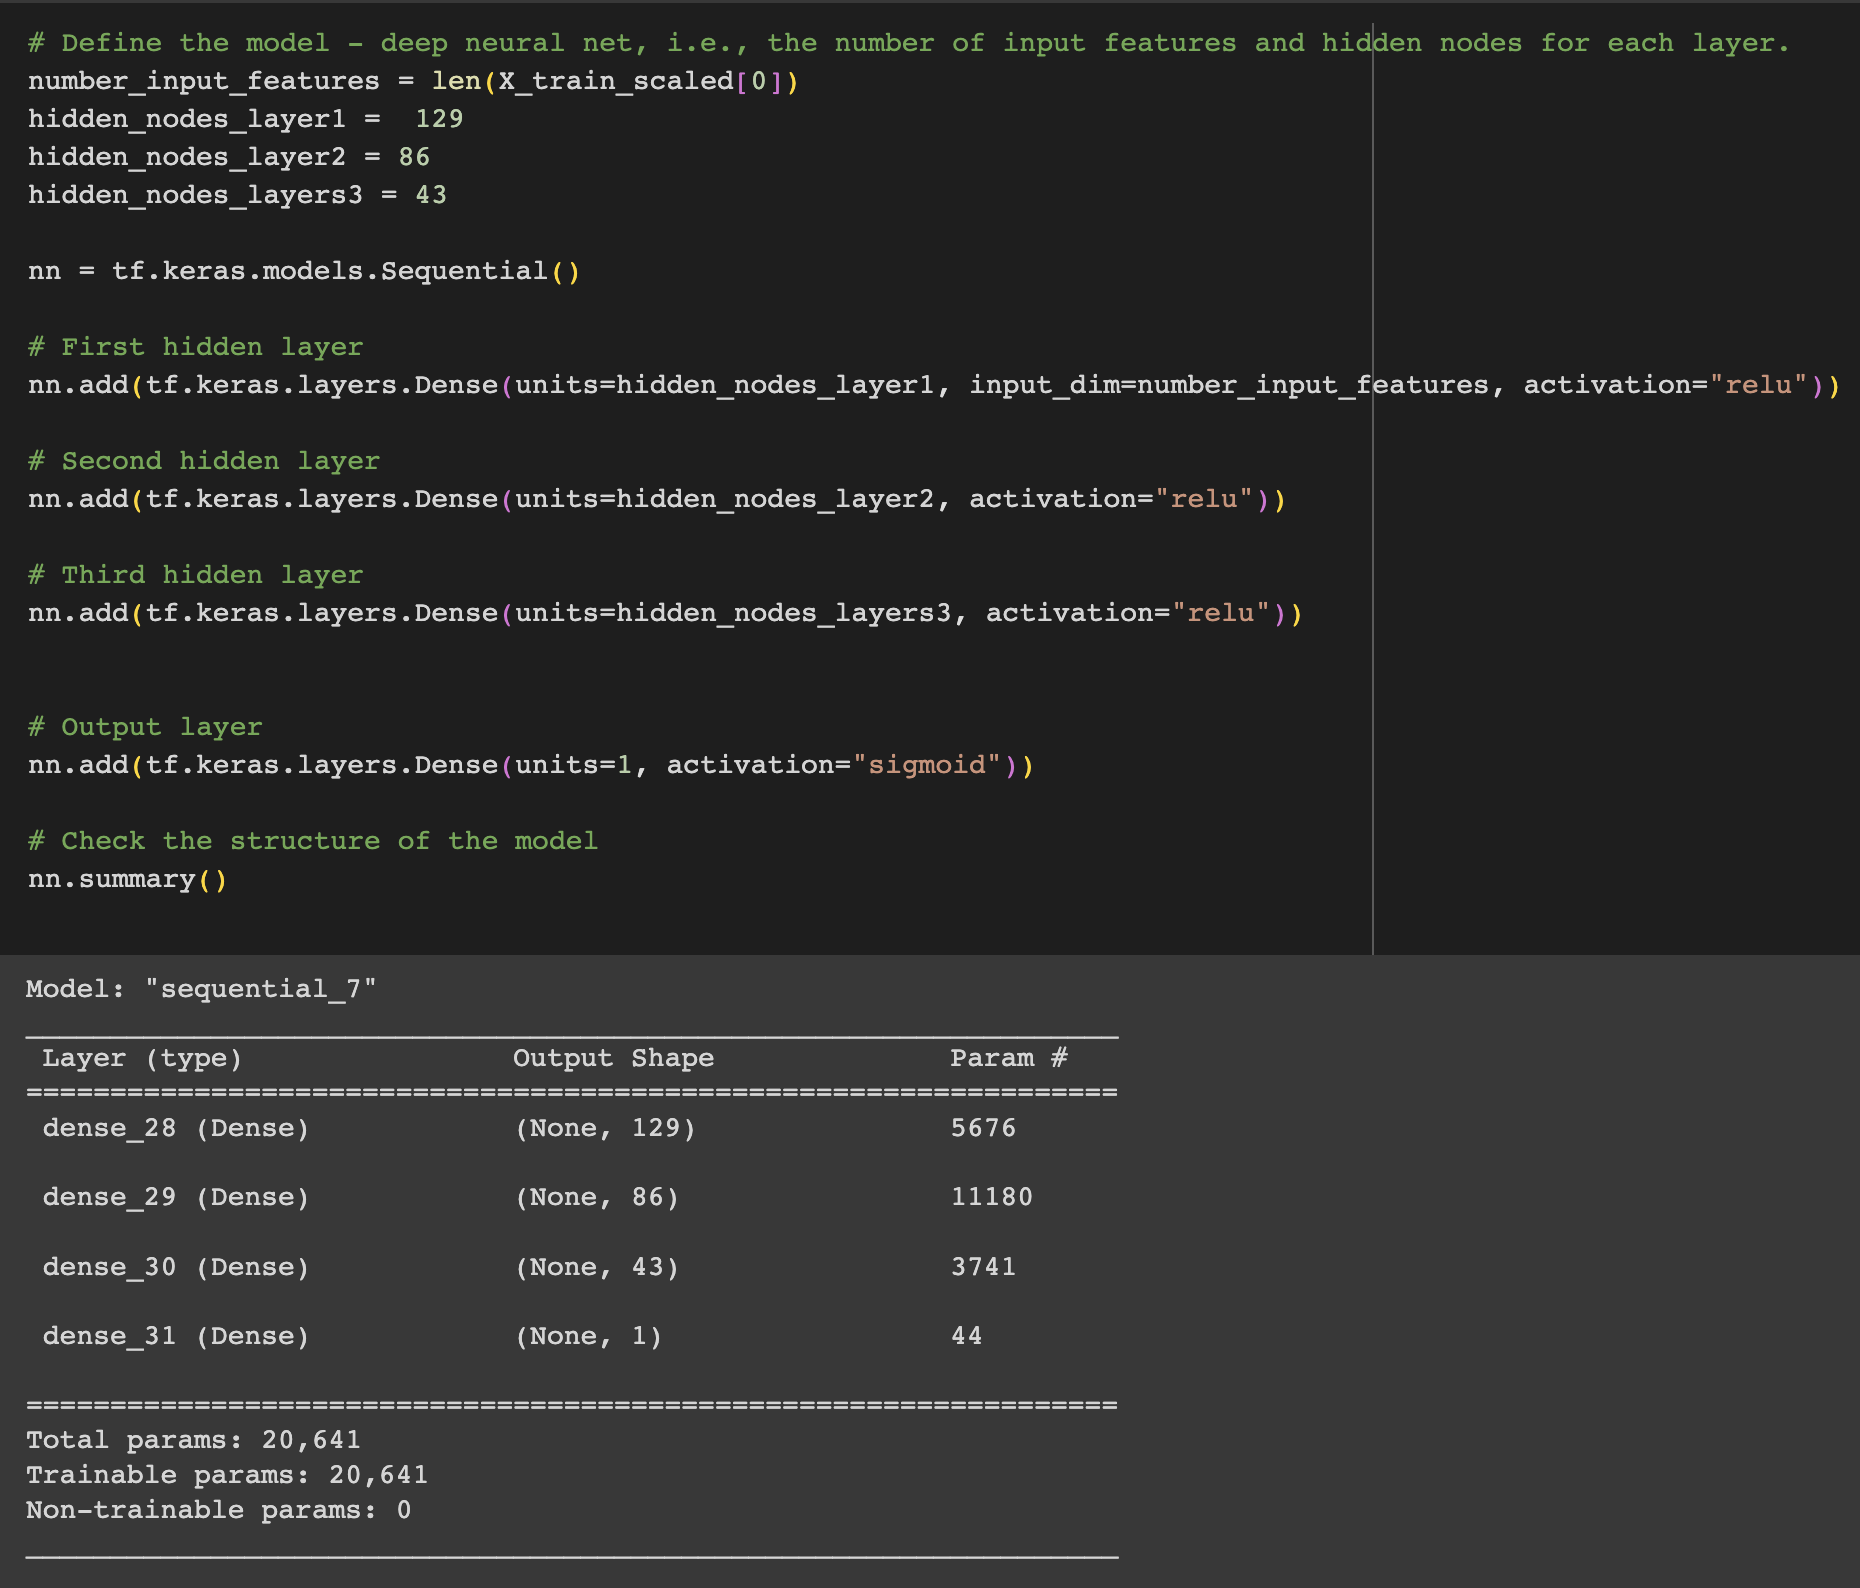 # Define the model - deep neural net, i.e., the number of input features and hidden nodes for each layer.
number_input_features = len(X_train_scaled[0])
hidden_nodes_layer1 =  129
hidden_nodes_layer2 = 86
hidden_nodes_layers3 = 43
nn = tf.keras.models.Sequential()
# First hidden layer
nn.add(tf.keras.layers.Dense(units=hidden_nodes_layer1, input_dim=number_input_features, activation="relu"))
# Second hidden layer
nn.add(tf.keras.layers.Dense(units=hidden_nodes_layer2, activation="relu"))
# Third hidden layer
nn.add(tf.keras.layers.Dense(units=hidden_nodes_layers3, activation="relu"))
# Output layer
nn.add(tf.keras.layers.Dense(units=1, activation="sigmoid"))
# Check the structure of the model
nn.summary()
Model: "sequential_7"
_________________________________________________________________
Layer (type)                Output Shape              Param #
=================================================================
dense_28 (Dense)            (None, 129)               5676
dense_29 (Dense)            (None, 86)                11180
dense_30 (Dense)            (None, 43)                3741
dense_31 (Dense)            (None, 1)                 44
=================================================================
Total params: 20,641
Trainable params: 20,641
Non-trainable params: 0
_________________________________________________________________